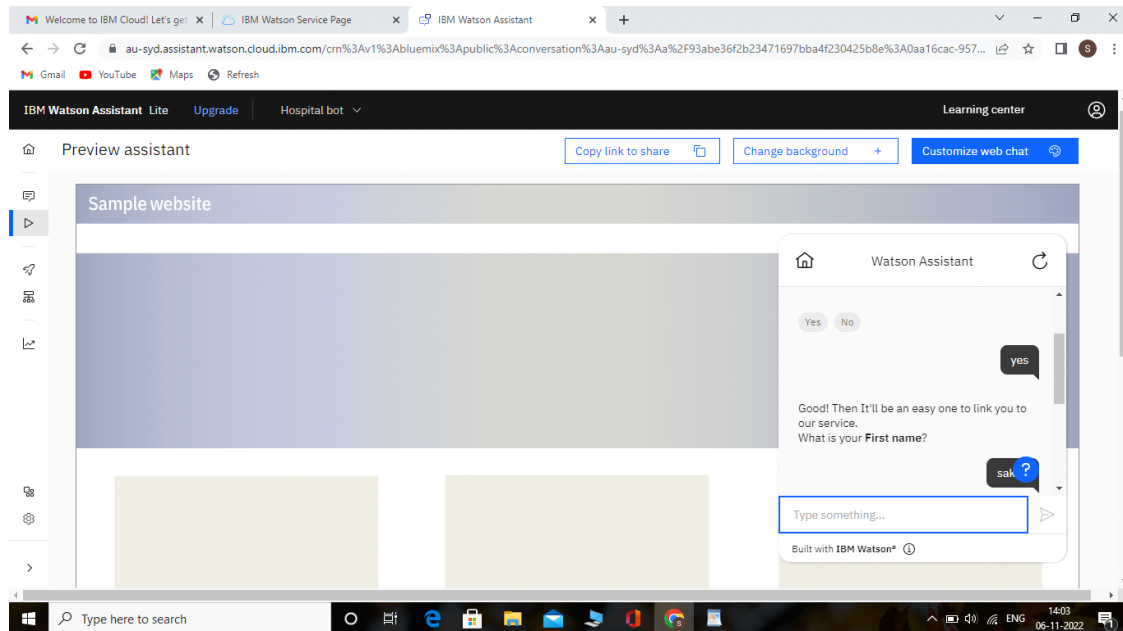 Welcome to IBM Cloud! Let's get
IBM Watson Service Page
IBM Watson Assistant
au-syd.assistant.watson.cloud.ibm.com/crn%3Av1%3Abluemix%3Apublic%3Aconversation%3Aau-syd%3Aa%2F93abe36f2b23471697bba4f230425b8e%3A0aa16cac-957...
S
Gmail YouTube Maps Refresh
IBM Watson Assistant Lite Upgrade Hospital bot Learning center
Preview assistant
Copy link to share
Change background +
Customize web chat
Sample website
Watson Assistant
Yes No
yes
Good! Then It'll be an easy one to link you to
our service.
What is your First name?
?
Type something...
Built with IBM Watson®
Type here to search
ENG
14:03
06-11-2022
1